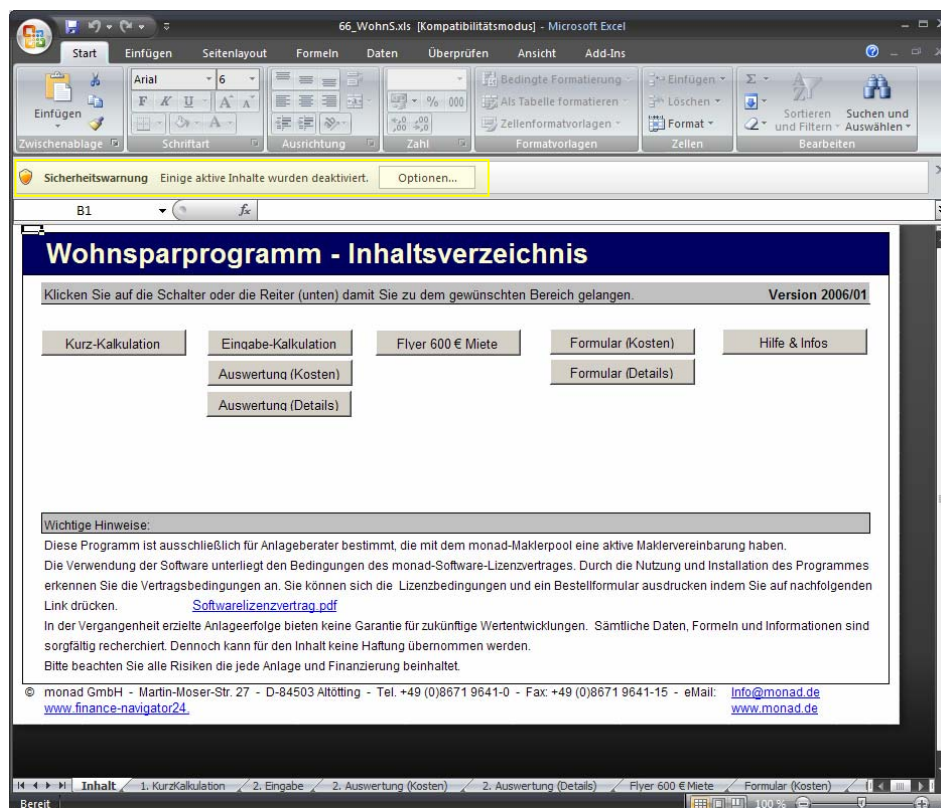 66_WohnS.xls [Kompatibilitätsmodus] - Microsoft Excel
Start Einfügen Seitenlayout Formeln Daten Überprüfen Ansicht Add-Ins
Arial 6 Bedingte Formatierung Einfügen Σ
Einfügen F K U A A % 000 Als Tabelle formatieren Löschen Sortieren und Filtern Suchen und Auswählen
Zellenformatvorlagen Format
Zwischenablage Schriftart Ausrichtung Zahl Formatvorlagen Zellen Bearbeiten
Sicherheitswarnung Einige aktive Inhalte wurden deaktiviert. Optionen...
B1 fx
Wohnsparprogramm - Inhaltsverzeichnis
Klicken Sie auf die Schalter oder die Reiter (unten) damit Sie zu dem gewünschten Bereich gelangen. Version 2006/01
Kurz-Kalkulation Eingabe-Kalkulation Flyer 600 € Miete Formular (Kosten) Hilfe & Infos
Auswertung (Kosten) Formular (Details)
Auswertung (Details)
Wichtige Hinweise:
Diese Programm ist ausschließlich für Anlageberater bestimmt, die mit dem monad-Maklerpool eine aktive Maklervereinbarung haben.
Die Verwendung der Software unterliegt den Bedingungen des monad-Software-Lizenzvertrages. Durch die Nutzung und Installation des Programmes
erkennen Sie die Vertragsbedingungen an. Sie können sich die Lizenzbedingungen und ein Bestellformular ausdrucken indem Sie auf nachfolgenden
Link drücken. Softwarelizenzvertrag.pdf
In der Vergangenheit erzielte Anlageerfolge bieten keine Garantie für zukünftige Wertentwicklungen. Sämtliche Daten, Formeln und Informationen sind
sorgfältig recherchiert. Dennoch kann für den Inhalt keine Haftung übernommen werden.
Bitte beachten Sie alle Risiken die jede Anlage und Finanzierung beinhaltet.
© monad GmbH - Martin-Moser-Str. 27 - D-84503 Altötting - Tel. +49 (0)8671 9641-0 - Fax: +49 (0)8671 9641-15 - eMail: Info@monad.de
www.finance-navigator24. www.monad.de
Inhalt 1. KurzKalkulation 2. Eingabe 2. Auswertung (Kosten) 2. Auswertung (Details) Flyer 600 € Miete Formular (Kosten)
Bereit 100 %